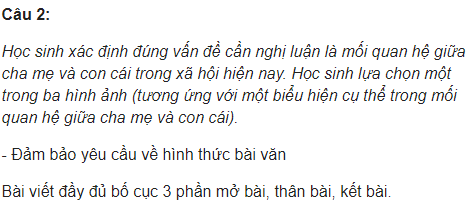 Câu 2:
Học sinh xác định đúng vấn đề cần nghị luận là mối quan hệ giữa
cha mẹ và con cái trong xã hội hiện nay. Học sinh lựa chọn một
trong ba hình ảnh (tương ứng với một biểu hiện cụ thể trong mối
quan hệ giữa cha mẹ và con cái).
- Đảm bảo yêu cầu về hình thức bài văn
Bài viết đầy đủ bố cục 3 phần mở bài, thân bài, kết bài.